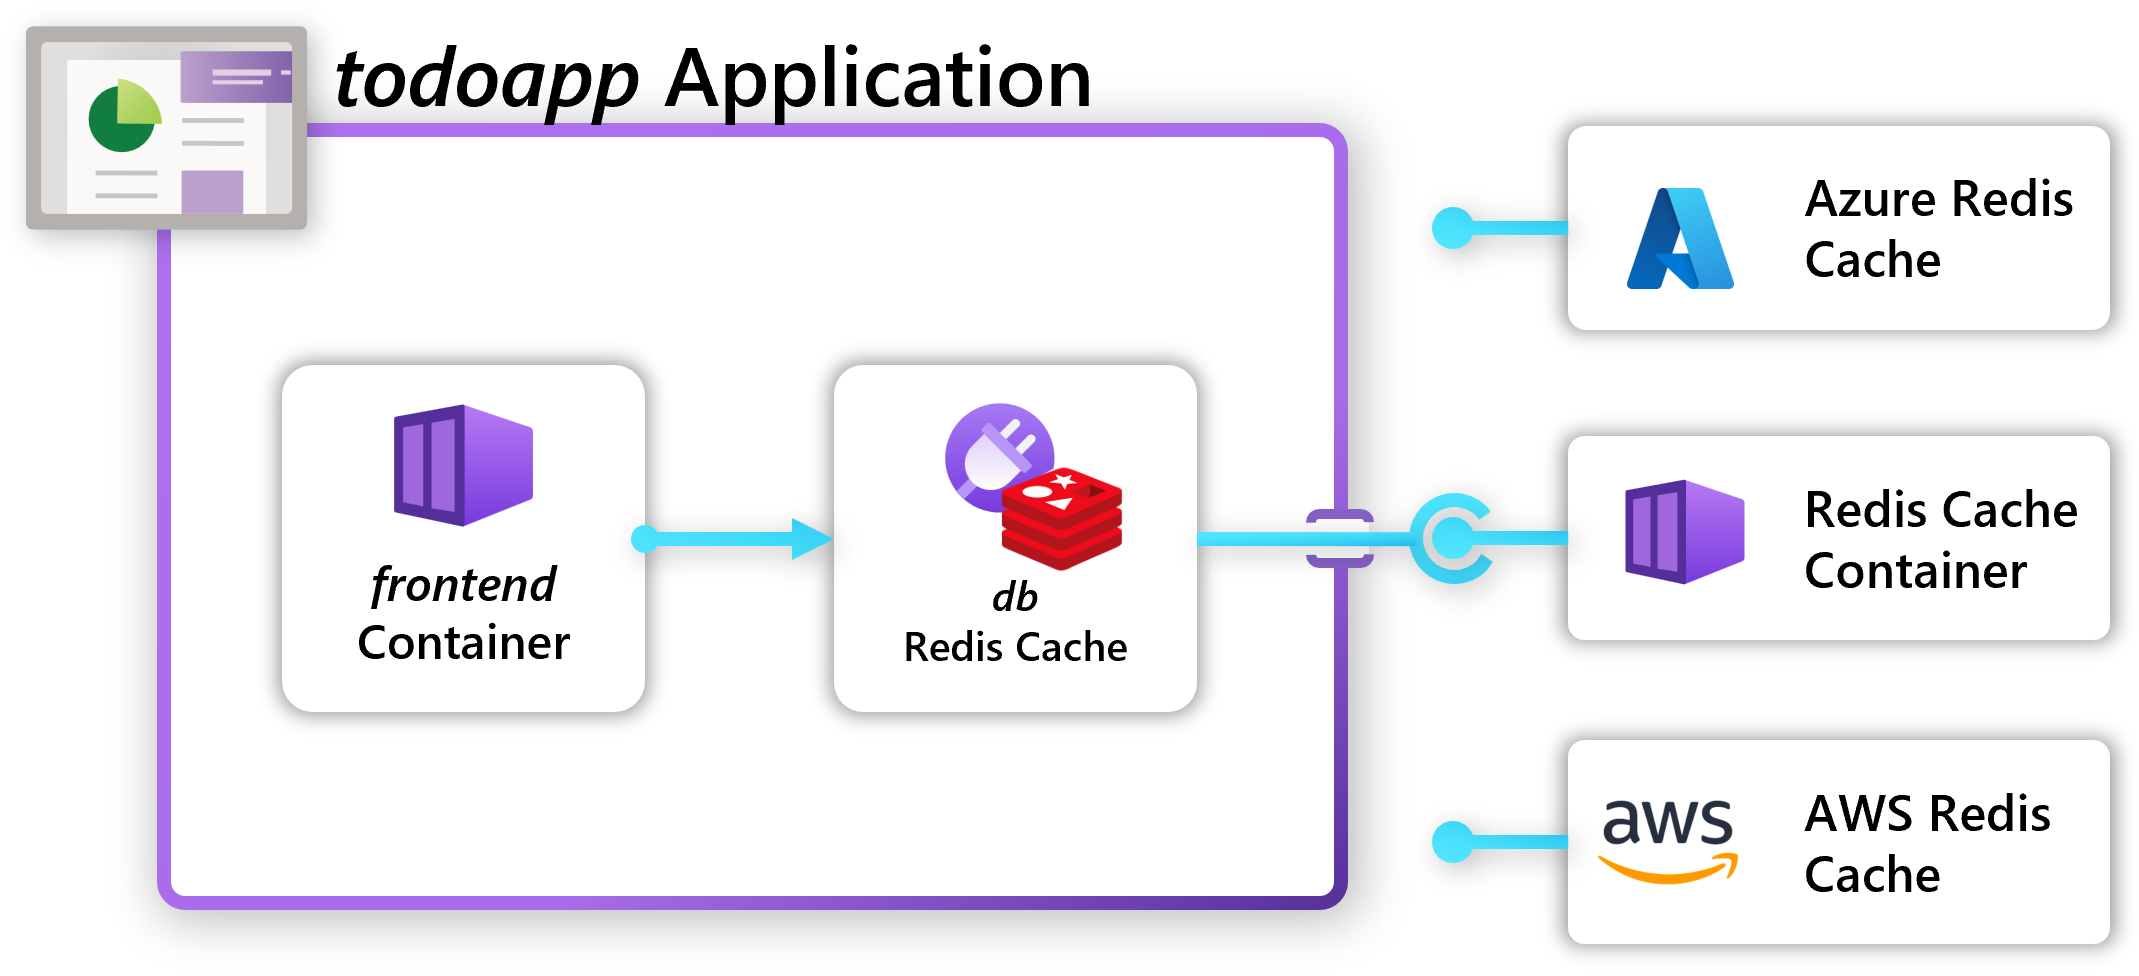 todoapp Application
frontend
Container
db
Redis Cache
Azure Redis
Cache
Redis Cache
Container
aws
AWS Redis
Cache